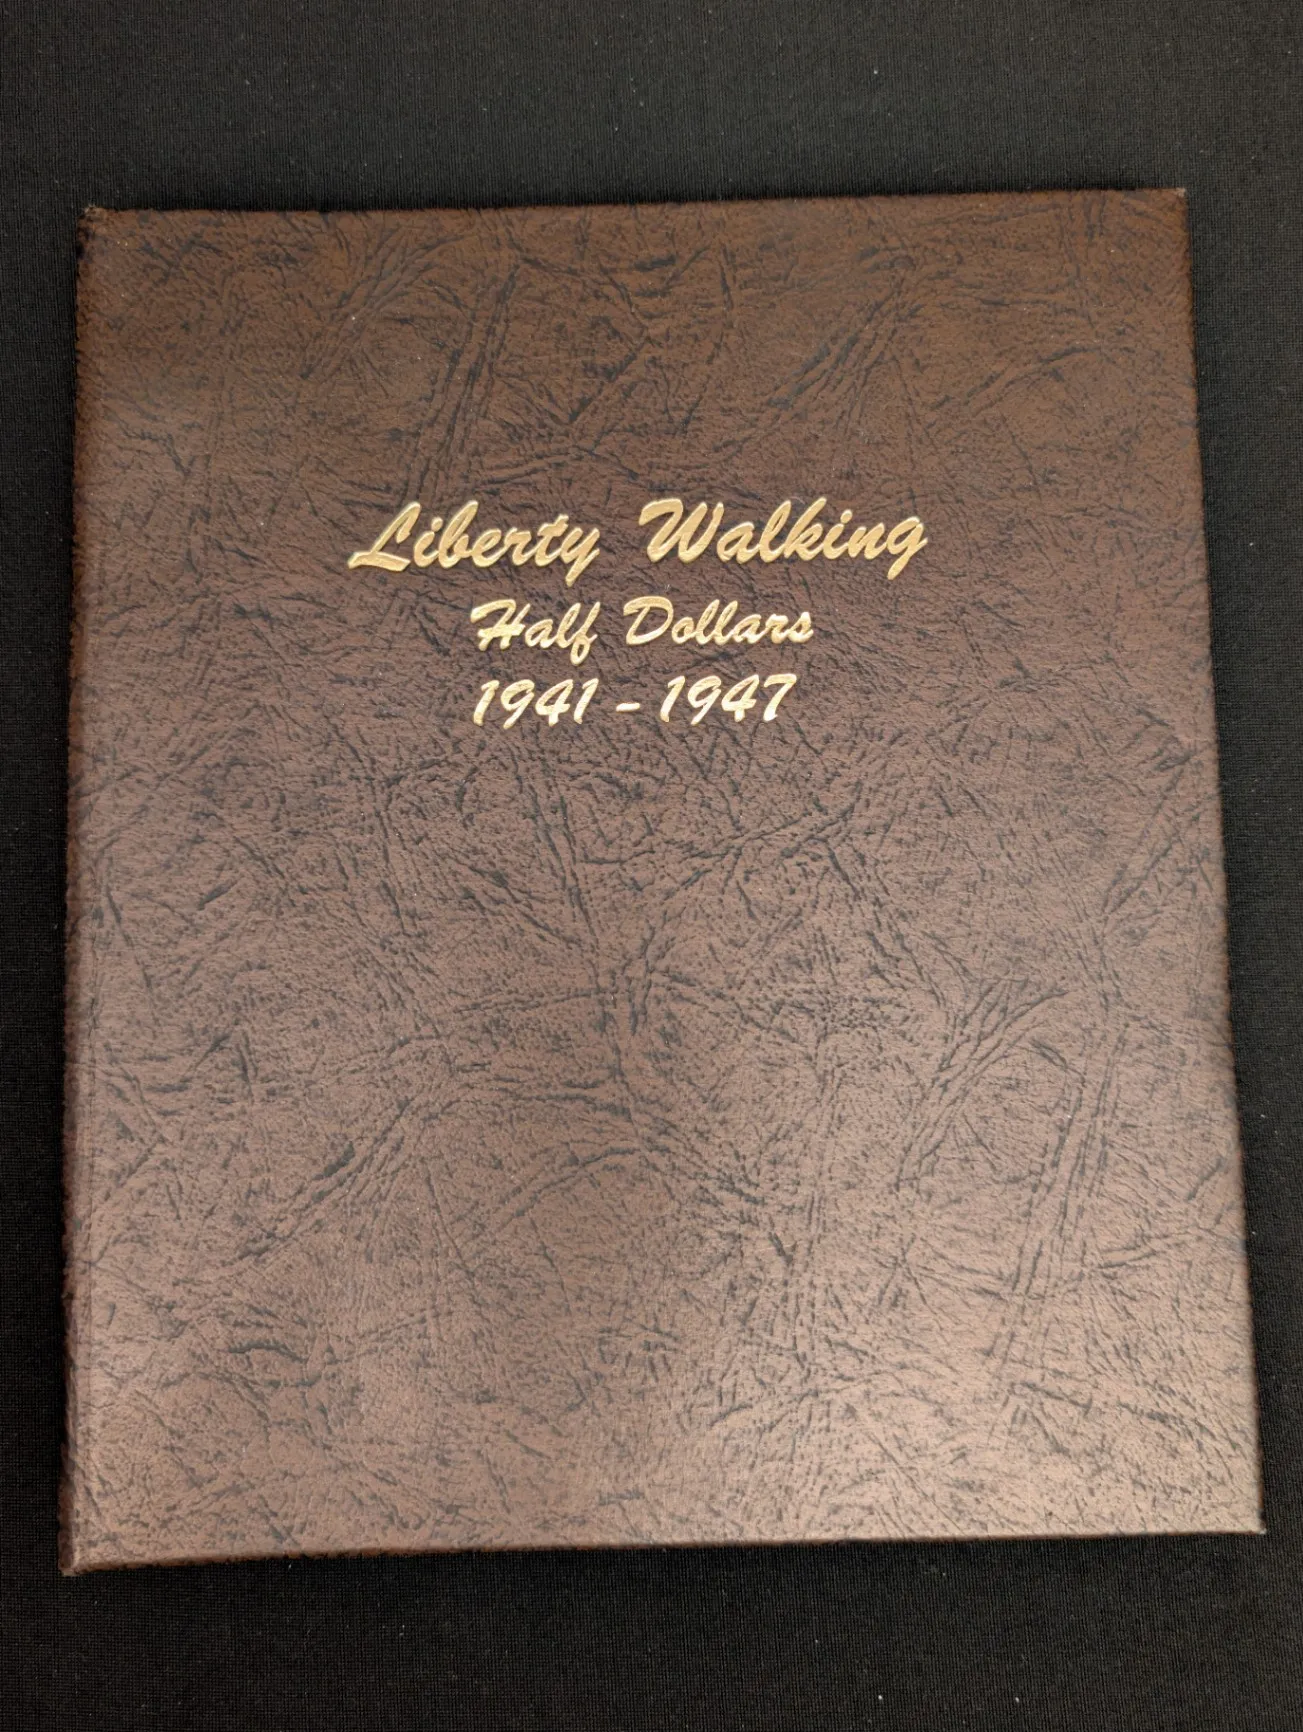 Liberty Walking
Half Dollars
1941 - 1947